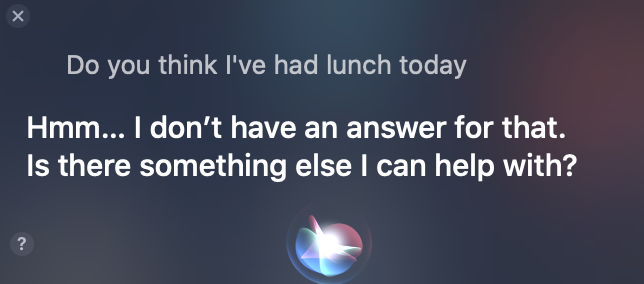 Do you think I've had lunch today
Hmm... I don’t have an answer for that.
Is there something else I can help with?
?